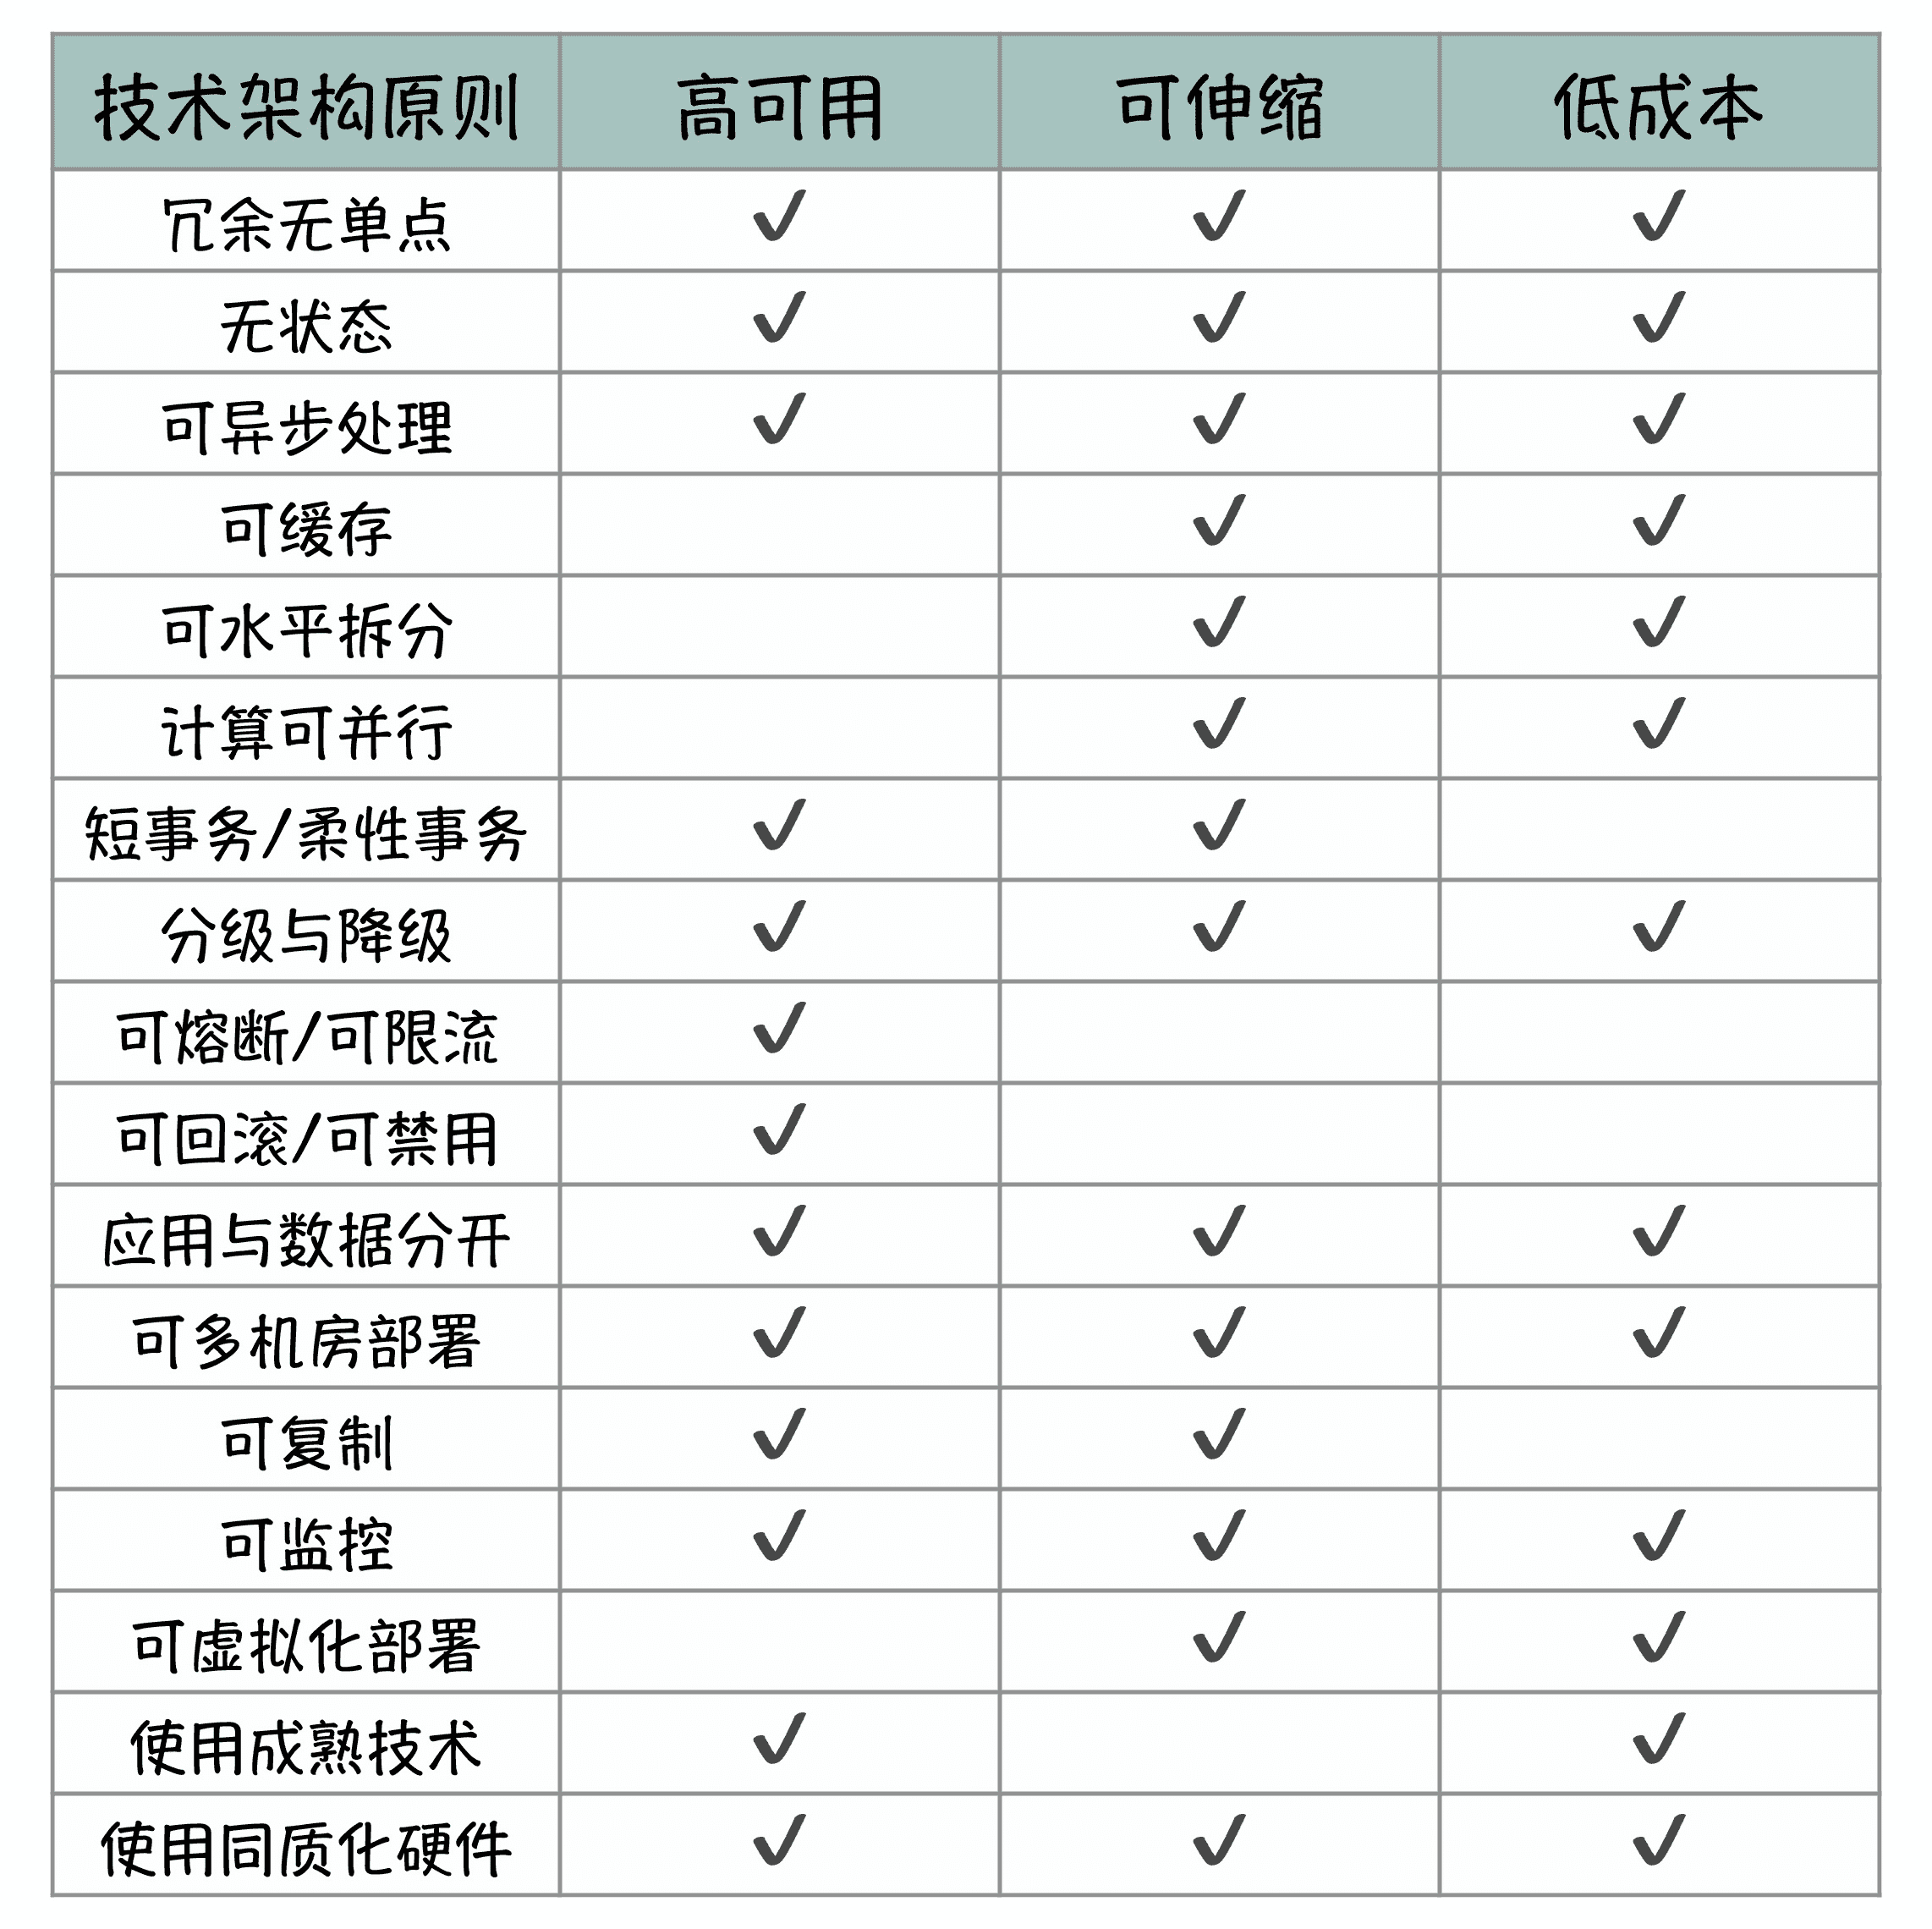 技术架构原则 高可用 可伸缩 低成本
冗余无单点 ✓ ✓ ✓
无状态 ✓ ✓ ✓
可异步处理 ✓ ✓ ✓
可缓存 ✓ ✓
可水平拆分 ✓ ✓
计算可并行 ✓ ✓
短事务/柔性事务 ✓ ✓
分级与降级 ✓ ✓ ✓
可熔断/可限流 ✓
可回滚/可禁用 ✓
应用与数据分开 ✓ ✓ ✓
可多机房部署 ✓ ✓ ✓
可复制 ✓ ✓
可监控 ✓ ✓ ✓
可虚拟化部署 ✓ ✓
使用成熟技术 ✓ ✓
使用同质化硬件 ✓ ✓ ✓